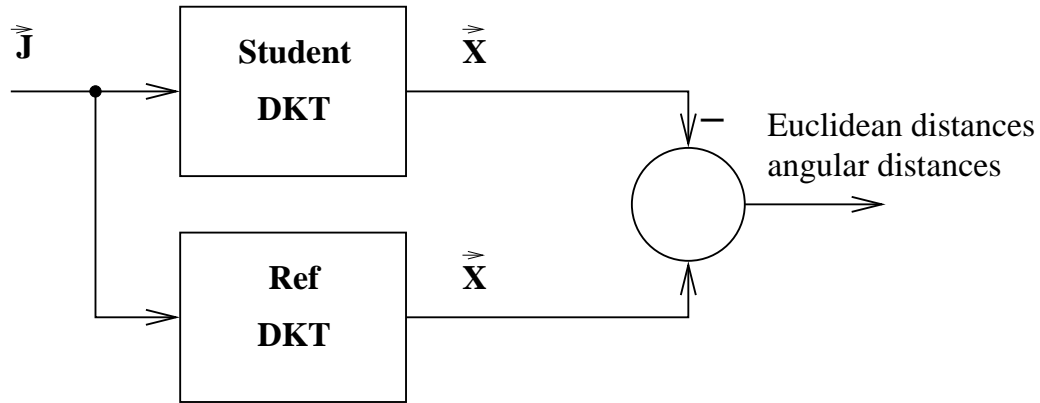 J
Student
DKT
X
−
Euclidean distances
angular distances
Ref
DKT
X